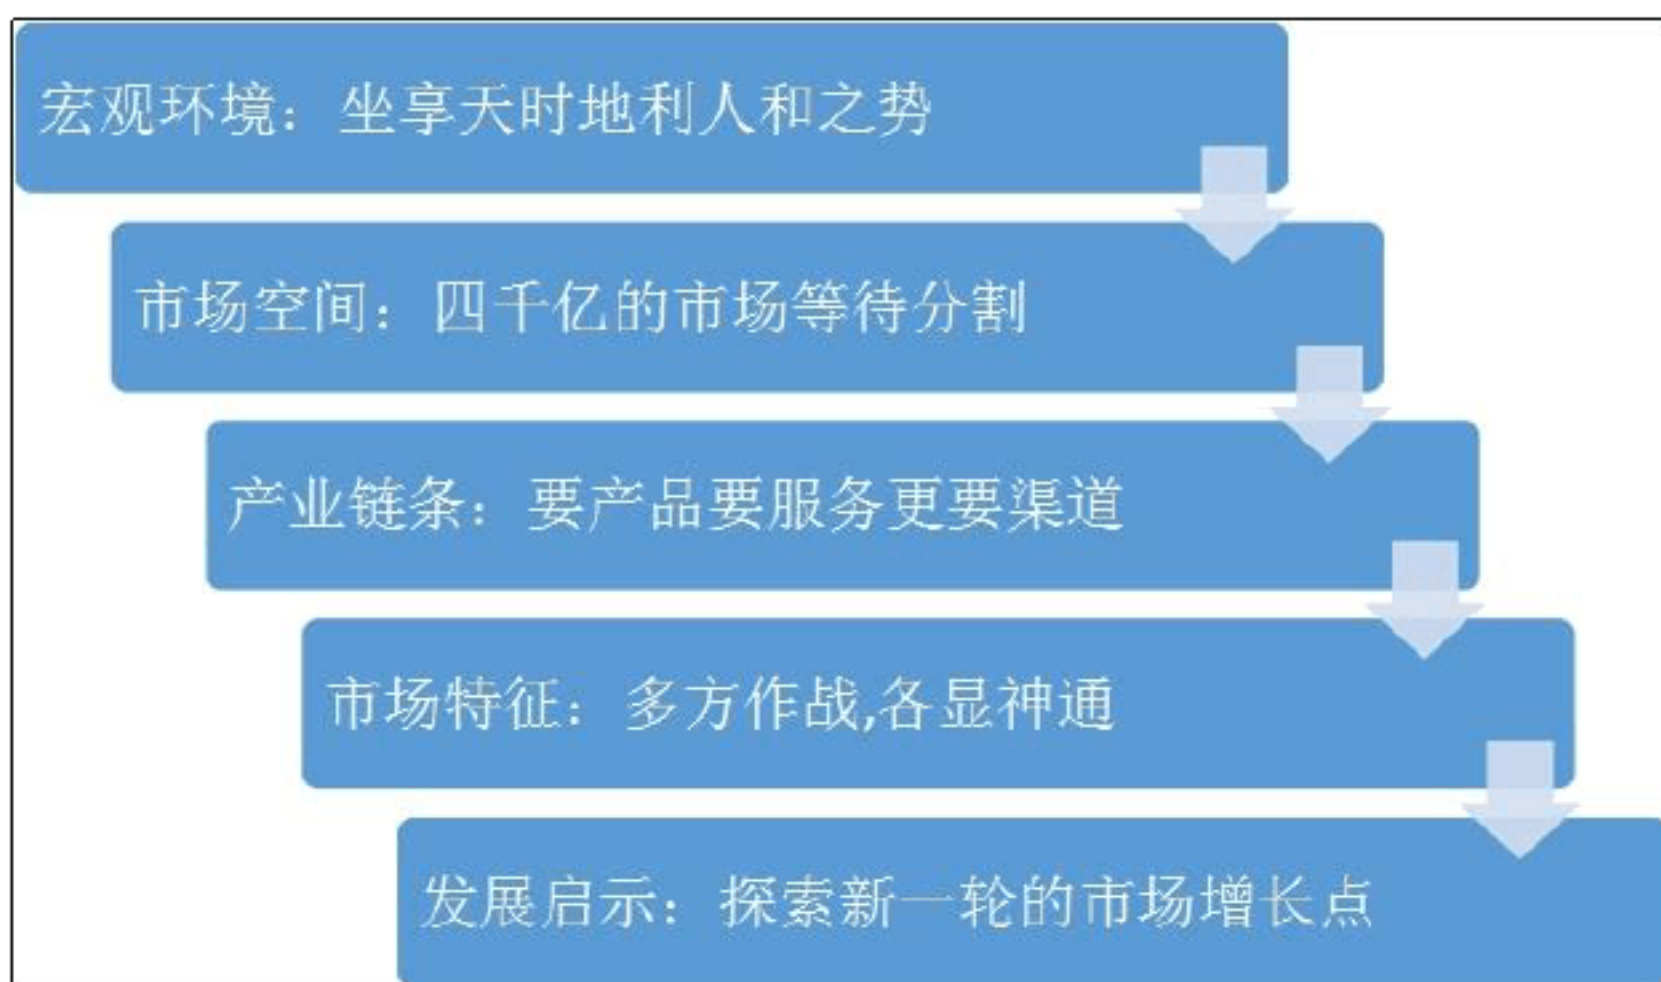 宏观环境：坐享天时地利人和之势
市场空间：四千亿的市场等待分割
产业链条：要产品要服务更要渠道
市场特征：多方作战,各显神通
发展启示：探索新一轮的市场增长点